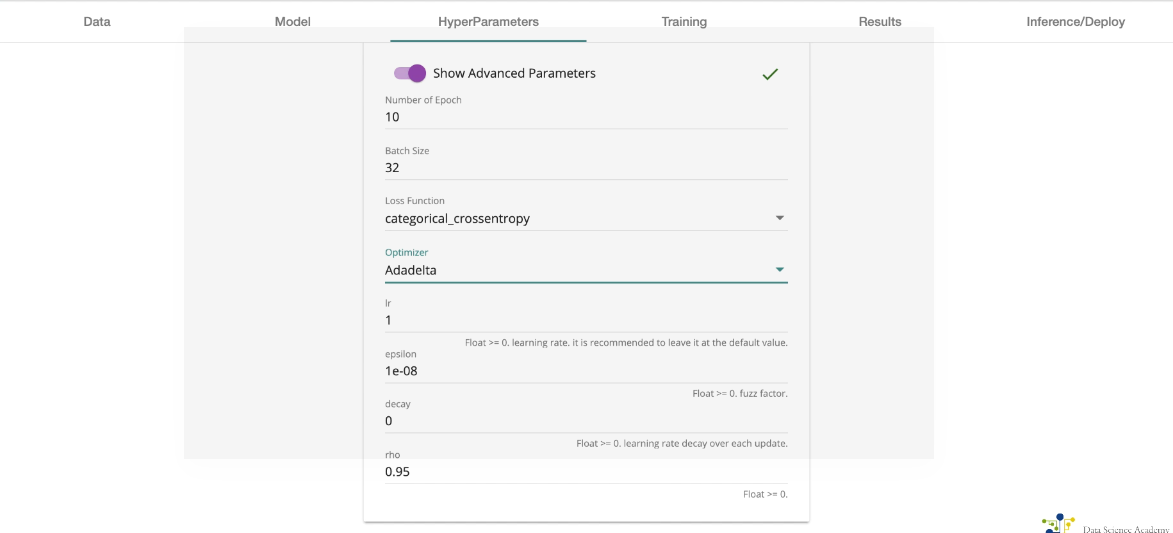 Data Model HyperParameters Training Results Inference/Deploy
Show Advanced Parameters
Number of Epoch
10
Batch Size
32
Loss Function
categorical_crossentropy
Optimizer
Adadelta
lr
1
Float >= 0. learning rate. it is recommended to leave it at the default value.
epsilon
1e-08
Float >= 0. fuzz factor.
decay
0
Float >= 0. learning rate decay over each update.
rho
0.95
Float >= 0.
Data Science Academy